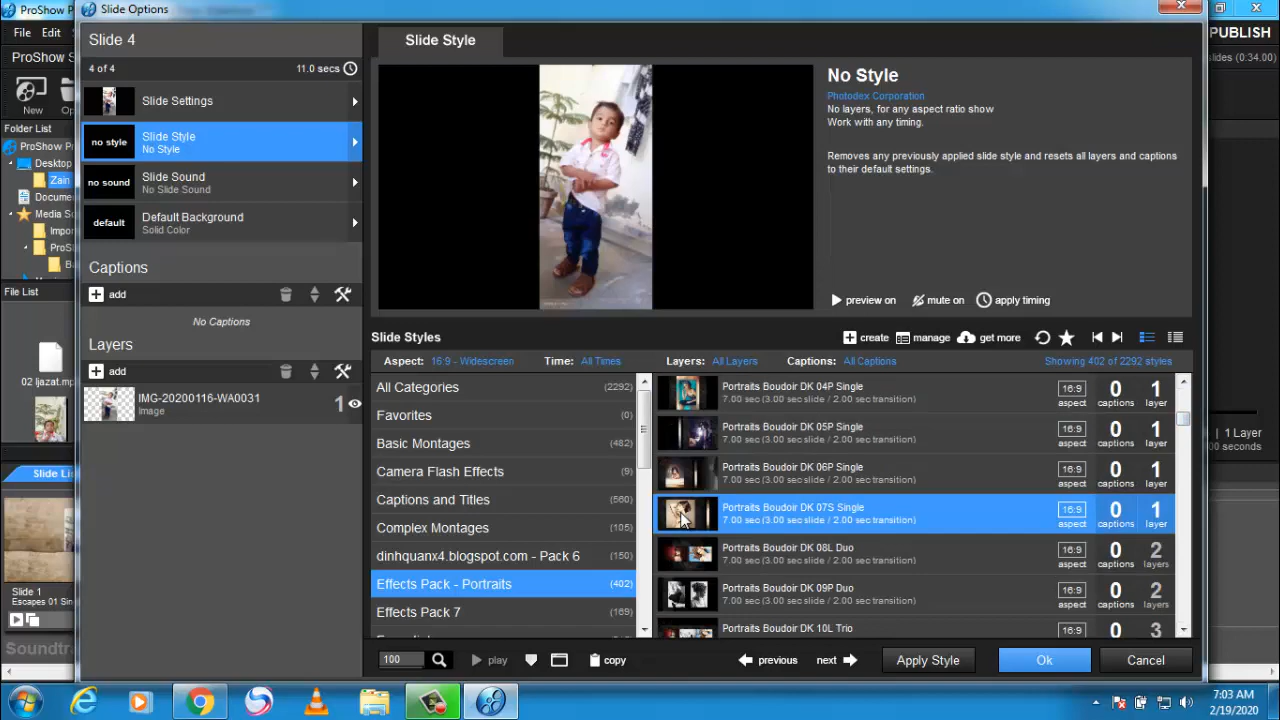 ProShow P
Slide Options
File Edit
PUBLISH
ProShow
slides (0:34.00)
New
Op
Folder List
ProShow P
Desktop
Zain
Docume
Media So
Impor
ProS
Ba
File List
02 Ijazat.mp
Slide List
Slide 1
Escapes 01 Sin
Soundtra
1 Layer
00 seconds
Slide 4
4 of 4
11.0 secs
Slide Settings
no style
Slide Style
No Style
no sound
Slide Sound
No Slide Sound
default
Default Background
Solid Color
Captions
add
No Captions
Layers
add
IMG-20200116-WA0031
Image
1
Slide Style
No Style
Photodex Corporation
No layers, for any aspect ratio show
Work with any timing.
Removes any previously applied slide style and resets all layers and captions
to their default settings.
preview on mute on apply timing
Slide Styles
create manage get more
Aspect: 16:9 - Widescreen Time: All Times Layers: All Layers Captions: All Captions Showing 402 of 2292 styles
All Categories (2292)
Favorites (0)
Basic Montages (482)
Camera Flash Effects (9)
Captions and Titles (560)
Complex Montages (105)
dinhquanx4.blogspot.com - Pack 6 (150)
Effects Pack - Portraits (402)
Effects Pack 7 (169)
Portraits Boudoir DK 04P Single
7.00 sec (3.00 sec slide / 2.00 sec transition)
16:9 aspect 0 captions 1 layer
Portraits Boudoir DK 05P Single
7.00 sec (3.00 sec slide / 2.00 sec transition)
16:9 aspect 0 captions 1 layer
Portraits Boudoir DK 06P Single
7.00 sec (3.00 sec slide / 2.00 sec transition)
16:9 aspect 0 captions 1 layer
Portraits Boudoir DK 07S Single
7.00 sec (3.00 sec slide / 2.00 sec transition)
16:9 aspect 0 captions 1 layer
Portraits Boudoir DK 08L Duo
7.00 sec (3.00 sec slide / 2.00 sec transition)
16:9 aspect 0 captions 2 layers
Portraits Boudoir DK 09P Duo
7.00 sec (3.00 sec slide / 2.00 sec transition)
16:9 aspect 0 captions 2 layers
Portraits Boudoir DK 10L Trio
16:9 0 3
100 play copy previous next Apply Style Ok Cancel
7:03 AM
2/19/2020